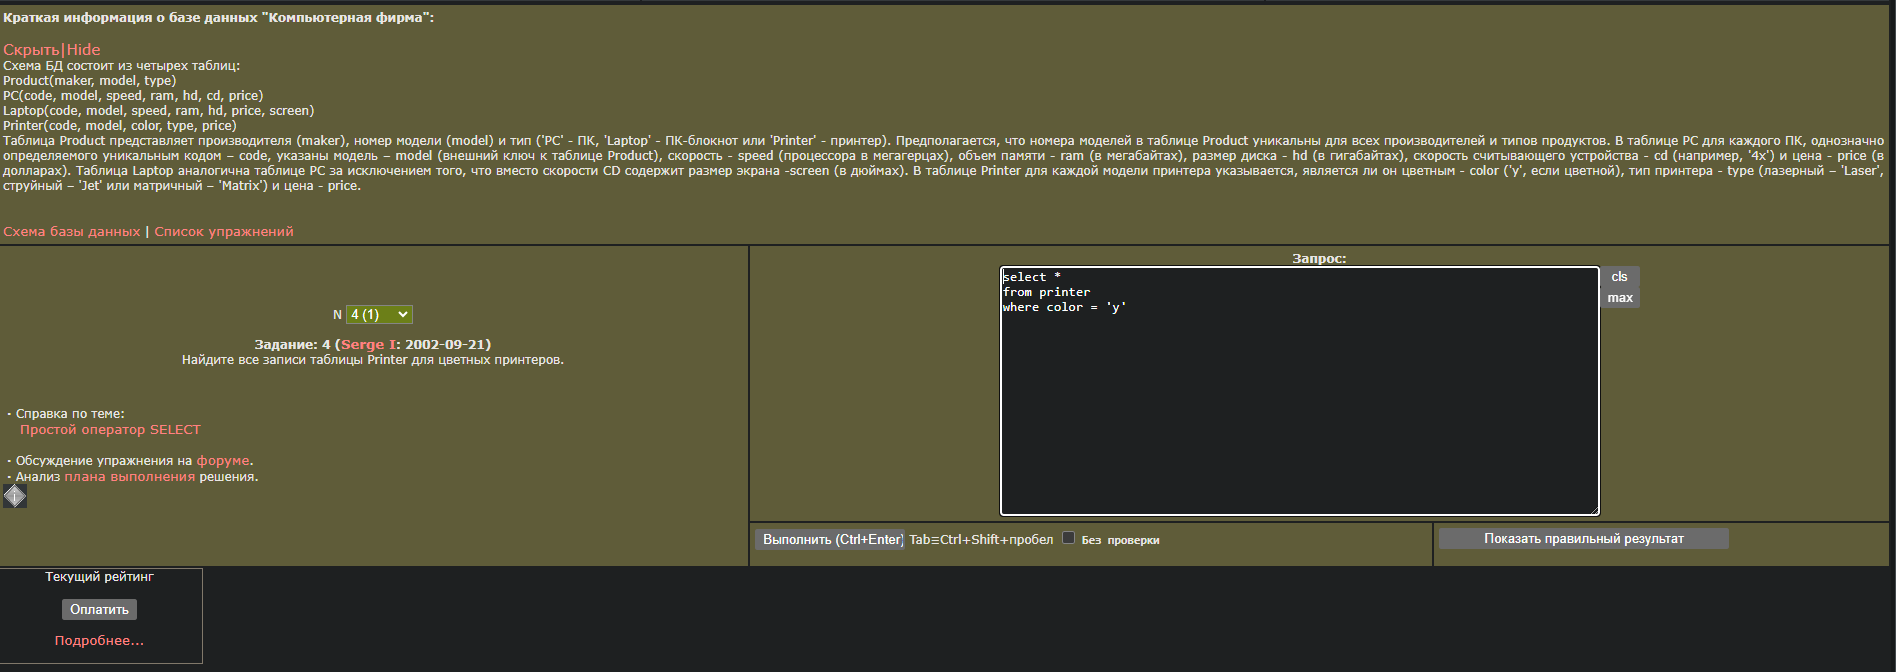 Краткая информация о базе данных "Компьютерная фирма":
Скрыть|Hide
Схема БД состоит из четырех таблиц:
Product(maker, model, type)
PC(code, model, speed, ram, hd, cd, price)
Laptop(code, model, speed, ram, hd, price, screen)
Printer(code, model, color, type, price)
Таблица Product представляет производителя (maker), номер модели (model) и тип ('PC' - ПК, 'Laptop' - ПК-блокнот или 'Printer' - принтер). Предполагается, что номера моделей в таблице Product уникальны для всех производителей и типов продуктов. В таблице PC для каждого ПК, однозначно
определяемого уникальным кодом – code, указаны модель – model (внешний ключ к таблице Product), скорость - speed (процессора в мегагерцах), объем памяти - ram (в мегабайтах), размер диска - hd (в гигабайтах), скорость считывающего устройства - cd (например, '4x') и цена - price (в
долларах). Таблица Laptop аналогична таблице РС за исключением того, что вместо скорости CD содержит размер экрана -screen (в дюймах). В таблице Printer для каждой модели принтера указывается, является ли он цветным - color ('y', если цветной), тип принтера - type (лазерный – 'Laser',
струйный – 'Jet' или матричный – 'Matrix') и цена - price.
Схема базы данных | Список упражнений
N 4 (1)
Задание: 4 (Serge I: 2002-09-21)
Найдите все записи таблицы Printer для цветных принтеров.
· Справка по теме:
Простой оператор SELECT
· Обсуждение упражнения на форуме.
· Анализ плана выполнения решения.
Запрос:
select *
from printer
where color = 'y'
cls
max
Выполнить (Ctrl+Enter) Tab≡Ctrl+Shift+пробел Без проверки
Показать правильный результат
Текущий рейтинг
Оплатить
Подробнее...